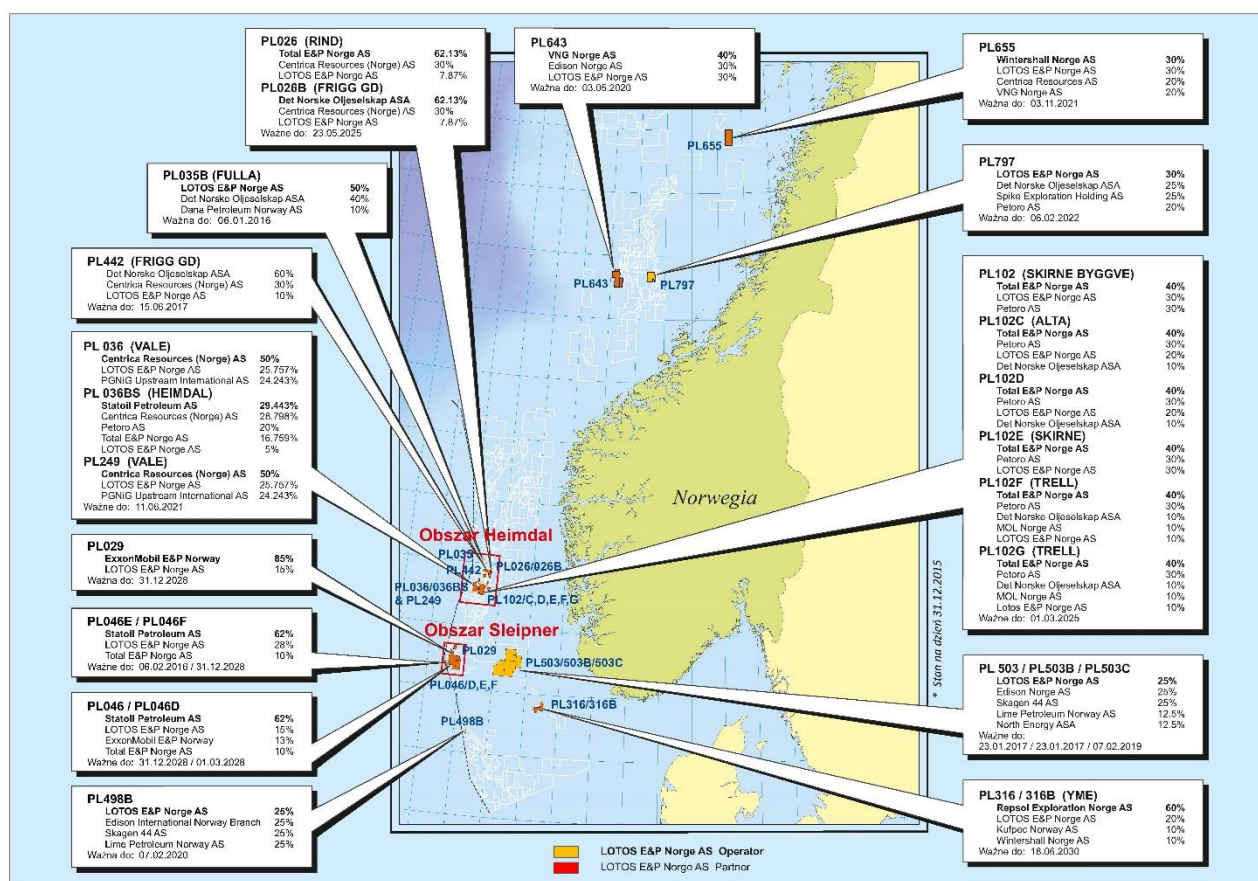 PL026 (RIND)
Total E&P Norge AS 62.13%
Centrica Resources (Norge) AS 30%
LOTOS E&P Norgo AS 7.87%
PL026B (FRIGG GD)
Det Norske Oljeselskap ASA 62.13%
Centrica Resources (Norge) AS 30%
LOTOS E&P Norge AS 7.87%
Ważne do: 23.05.2025
PL643
VNG Norge AS 40%
Edison Norge AS 30%
LOTOS E&P Norge AS 30%
Ważna do: 03.05.2020
PL655
Wintershall Norge AS 30%
LOTOS E&P Norge AS 30%
Centrica Resources AS 20%
VNG Norge AS 20%
Ważna do: 03.11.2021
PL035B (FULLA)
LOTOS E&P Norge AS 50%
Det Norske Oljeselskap ASA 40%
Dana Petroleum Norway AS 10%
Ważna do: 06.01.2016
PL797
LOTOS E&P Norge AS 30%
Det Norske Oljeselskap ASA 25%
Spike Exploration Holding AS 25%
Petoro AS 20%
Ważna do: 06.02.2022
PL442 (FRIGG GD)
Det Norske Oljeselskap ASA 60%
Centrica Resources (Norge) AS 30%
LOTOS E&P Norge AS 10%
Ważna do: 15.06.2017
PL 036 (VALE)
Centrica Resources (Norge) AS 50%
LOTOS E&P Norge AS 25.757%
PGNiG Upstream International AS 24.243%
PL 036BS (HEIMDAL)
Statoil Petroleum AS 29.443%
Centrica Resources (Norge) AS 28.798%
Petoro AS 20%
Total E&P Norge AS 16.759%
LOTOS E&P Norge AS 5%
PL249 (VALE)
Centrica Resources (Norge) AS 50%
LOTOS E&P Norge AS 25.757%
PGNiG Upstream International AS 24.243%
Ważne do: 11.06.2021
PL102 (SKIRNE BYGGVE)
Total E&P Norge AS 40%
LOTOS E&P Norge AS 30%
Petoro AS 30%
PL102C (ALTA)
Total E&P Norge AS 40%
Petoro AS 30%
LOTOS E&P Norge AS 20%
Det Norske Oljeselskap ASA 10%
PL102D
Total E&P Norge AS 40%
Petoro AS 30%
LOTOS E&P Norge AS 20%
Det Norske Oljeselskap ASA 10%
PL102E (SKIRNE)
Total E&P Norge AS 40%
Petoro AS 30%
LOTOS E&P Norge AS 30%
PL102F (TRELL)
Total E&P Norge AS 40%
Petoro AS 30%
Det Norske Oljeselskap ASA 10%
MOL Norge AS 10%
LOTOS E&P Norge AS 10%
PL102G (TRELL)
Total E&P Norge AS 40%
Petoro AS 30%
Det Norske Oljeselskap ASA 10%
MOL Norge AS 10%
Lotos E&P Norge AS 10%
Ważne do: 01.03.2025
PL029
ExxonMobil E&P Norway 85%
LOTOS E&P Norge AS 15%
Ważna do: 31.12.2028
PL046E / PL046F
Statoil Petroleum AS 62%
LOTOS E&P Norge AS 28%
Total E&P Norge AS 10%
Ważne do: 06.02.2016 / 31.12.2028
PL046 / PL046D
Statoil Petroleum AS 62%
LOTOS E&P Norge AS 15%
ExxonMobil E&P Norway 13%
Total E&P Norge AS 10%
Ważne do: 31.12.2028 / 01.03.2028
PL498B
LOTOS E&P Norge AS 25%
Edison International Norway Branch 25%
Skagen 44 AS 25%
Lime Petroleum Norway AS 25%
Ważna do: 07.02.2020
PL 503 / PL503B / PL503C
LOTOS E&P Norge AS 25%
Edison Norge AS 25%
Skagen 44 AS 25%
Lime Petroleum Norway AS 12.5%
North Energy ASA 12.5%
Ważne do:
23.01.2017 / 23.01.2017 / 07.02.2019
PL316 / 316B (YME)
Repsol Exploration Norge AS 60%
LOTOS E&P Norge AS 20%
Kufpec Norway AS 10%
Wintershall Norge AS 10%
Ważne do: 18.06.2030
PL655
PL643
PL797
Norwegia
Obszar Heimdal
PL035
PL442
PL026/026B
PL036/036BS
& PL249
PL102/C,D,E,F,G
Obszar Sleipner
PL029
PL503/503B/503C
PL046/D,E,F
PL316/316B
PL498B
* Stan na dzień 31.12.2015
LOTOS E&P Norge AS Operator
LOTOS E&P Norgo AS Partner